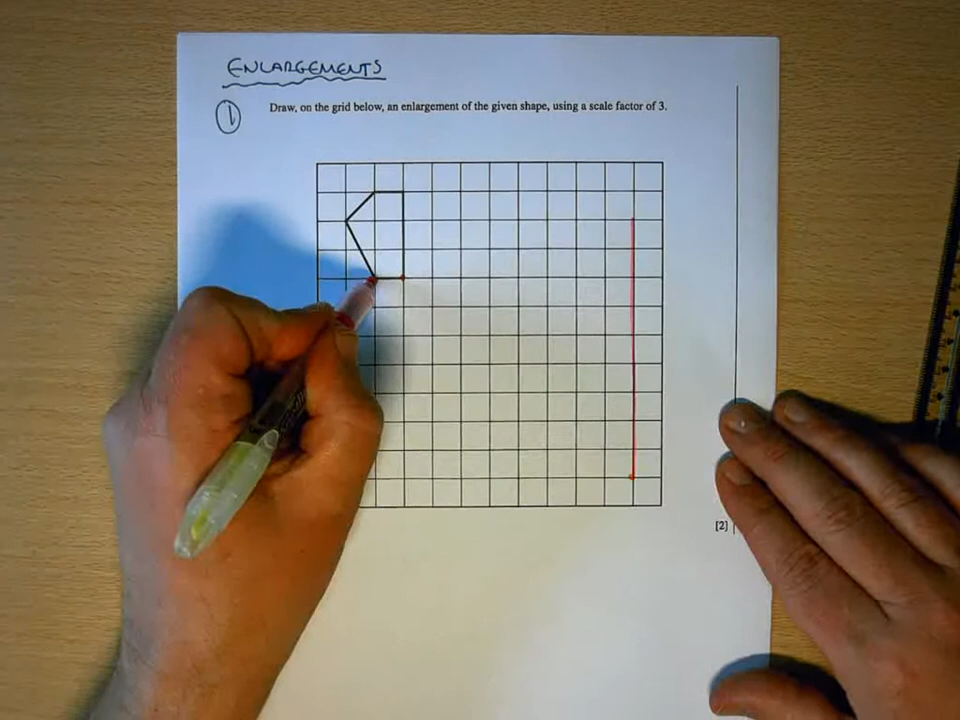 ENLARGEMENTS
1 Draw, on the grid below, an enlargement of the given shape, using a scale factor of 3.
[2]